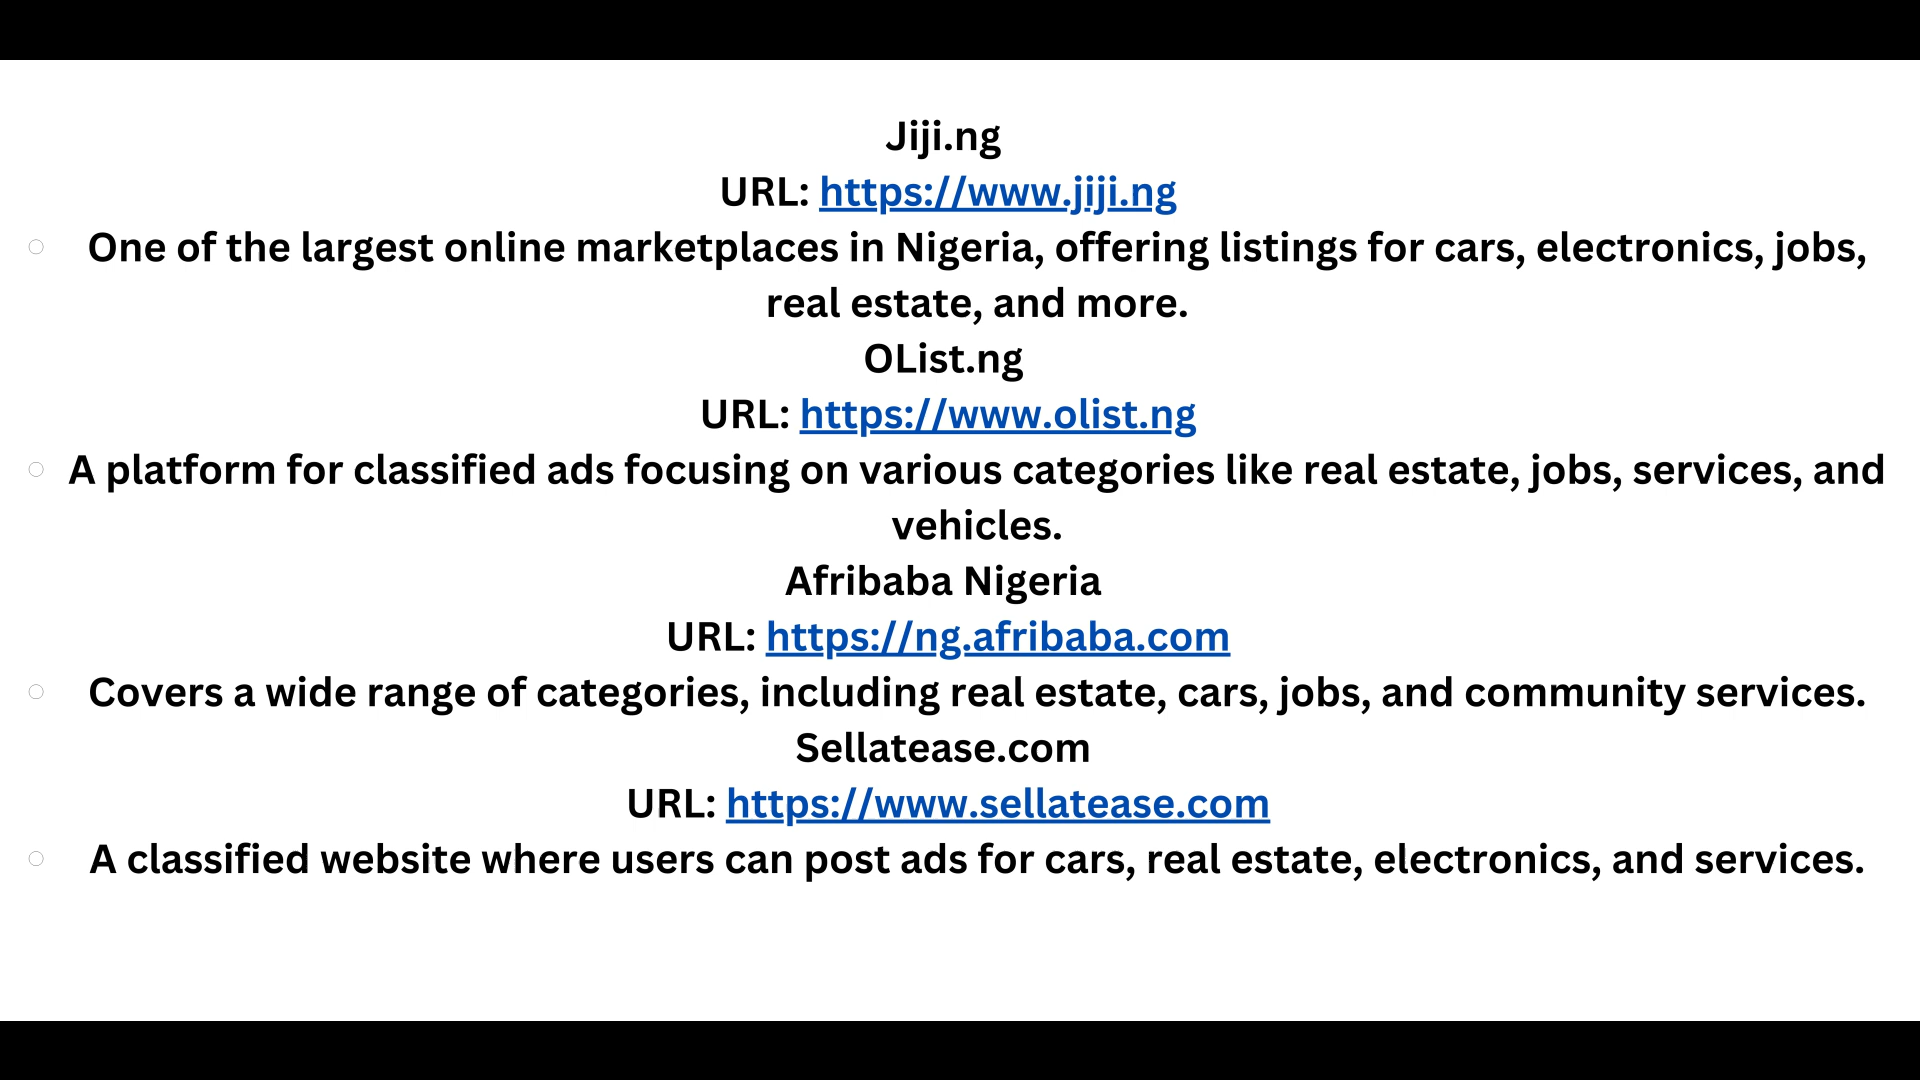 Jiji.ng
URL: https://www.jiji.ng
One of the largest online marketplaces in Nigeria, offering listings for cars, electronics, jobs,
real estate, and more.
OList.ng
URL: https://www.olist.ng
A platform for classified ads focusing on various categories like real estate, jobs, services, and
vehicles.
Afribaba Nigeria
URL: https://ng.afribaba.com
Covers a wide range of categories, including real estate, cars, jobs, and community services.
Sellatease.com
URL: https://www.sellatease.com
A classified website where users can post ads for cars, real estate, electronics, and services.